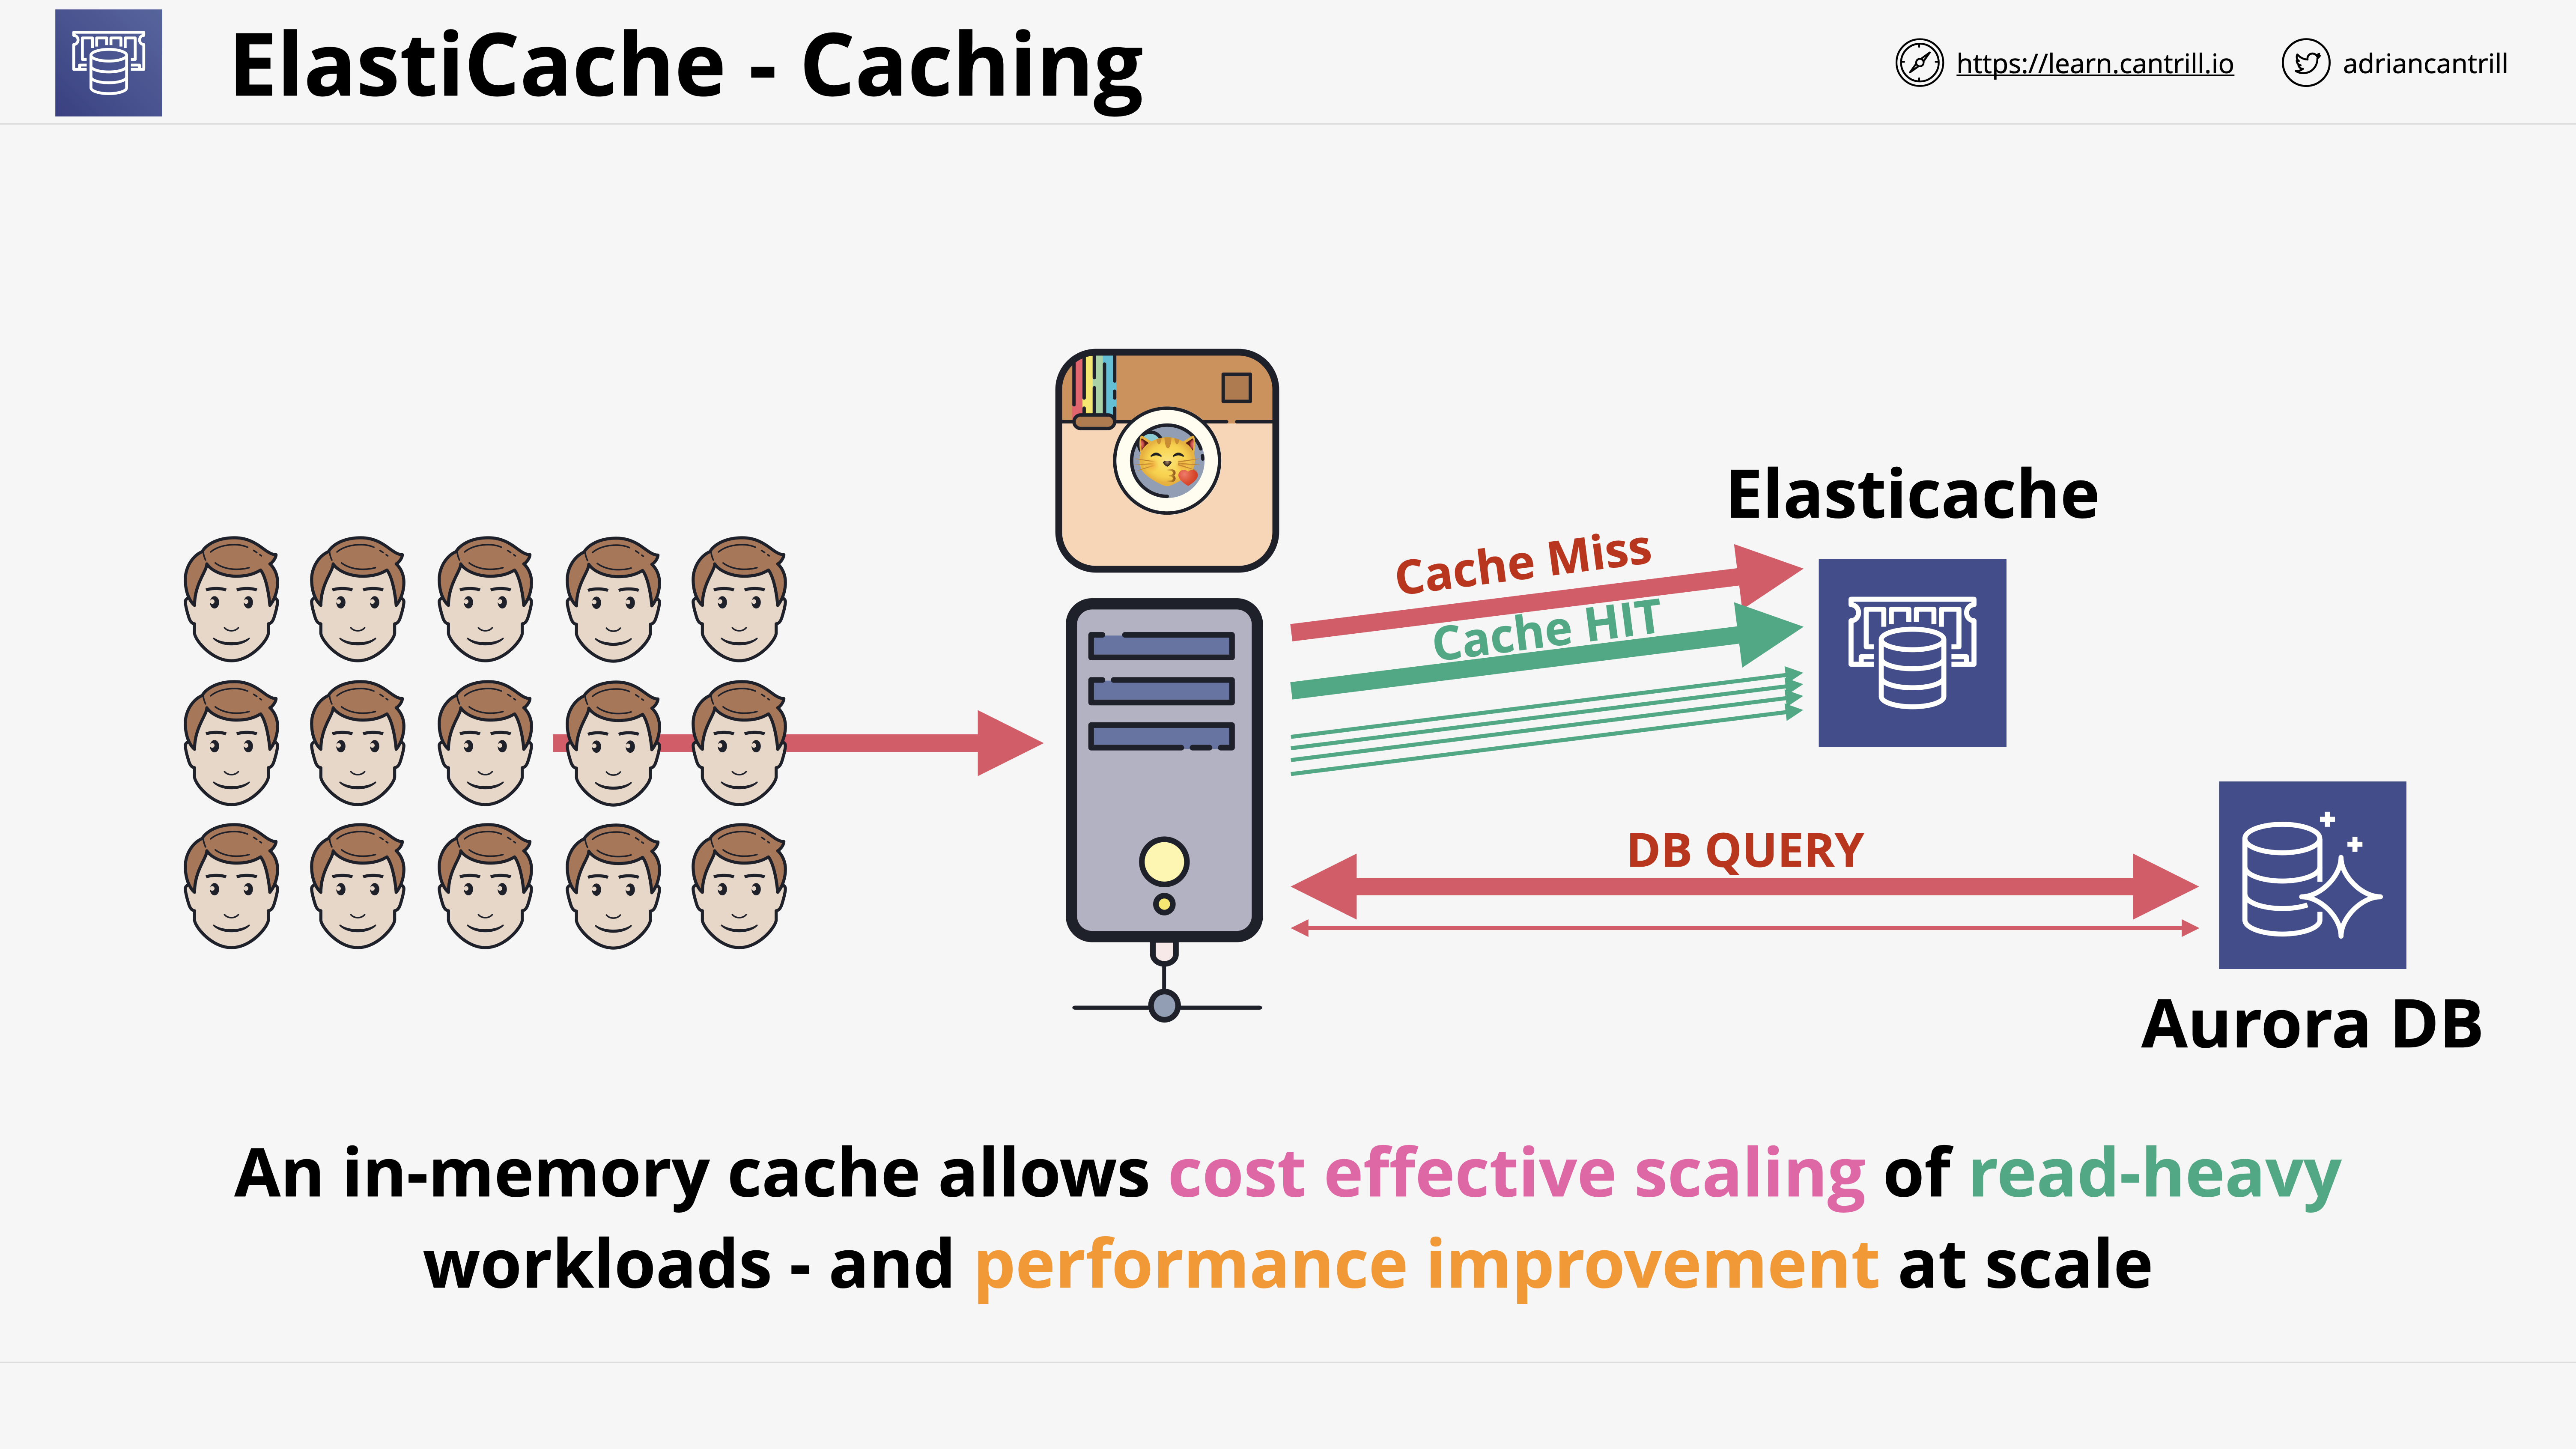 ElastiCache - Caching
https://learn.cantrill.io
adriancantrill
Elasticache
Cache Miss
Cache HIT
DB QUERY
Aurora DB
An in-memory cache allows cost effective scaling of read-heavy
workloads - and performance improvement at scale